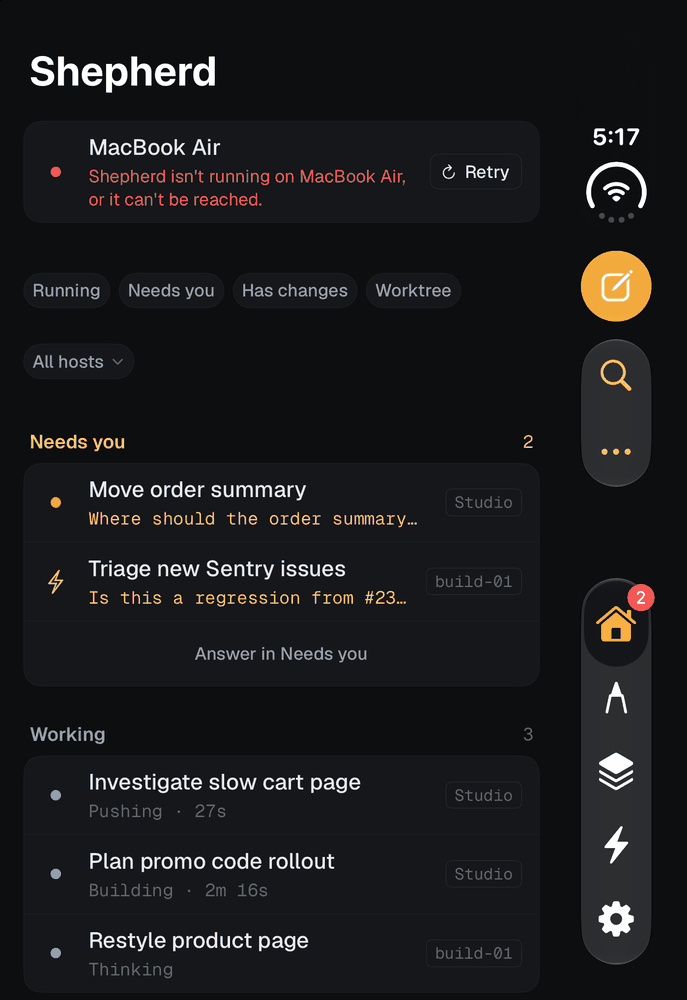 Shepherd
MacBook Air
Shepherd isn't running on MacBook Air,
or it can't be reached.
Retry
5:17
Running
Needs you
Has changes
Worktree
All hosts
Needs you
2
Move order summary
Where should the order summary…
Studio
Triage new Sentry issues
Is this a regression from #23…
build-01
Answer in Needs you
2
Working
3
Investigate slow cart page
Pushing · 27s
Studio
Plan promo code rollout
Building · 2m 16s
Studio
Restyle product page
Thinking
build-01